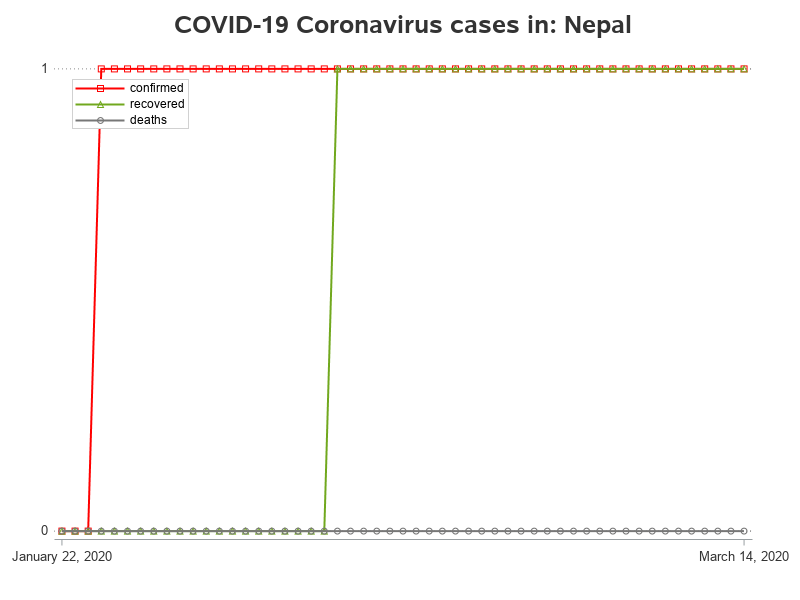 COVID-19 Coronavirus cases in: Nepal
1
confirmed
recovered
deaths
0
January 22, 2020
March 14, 2020